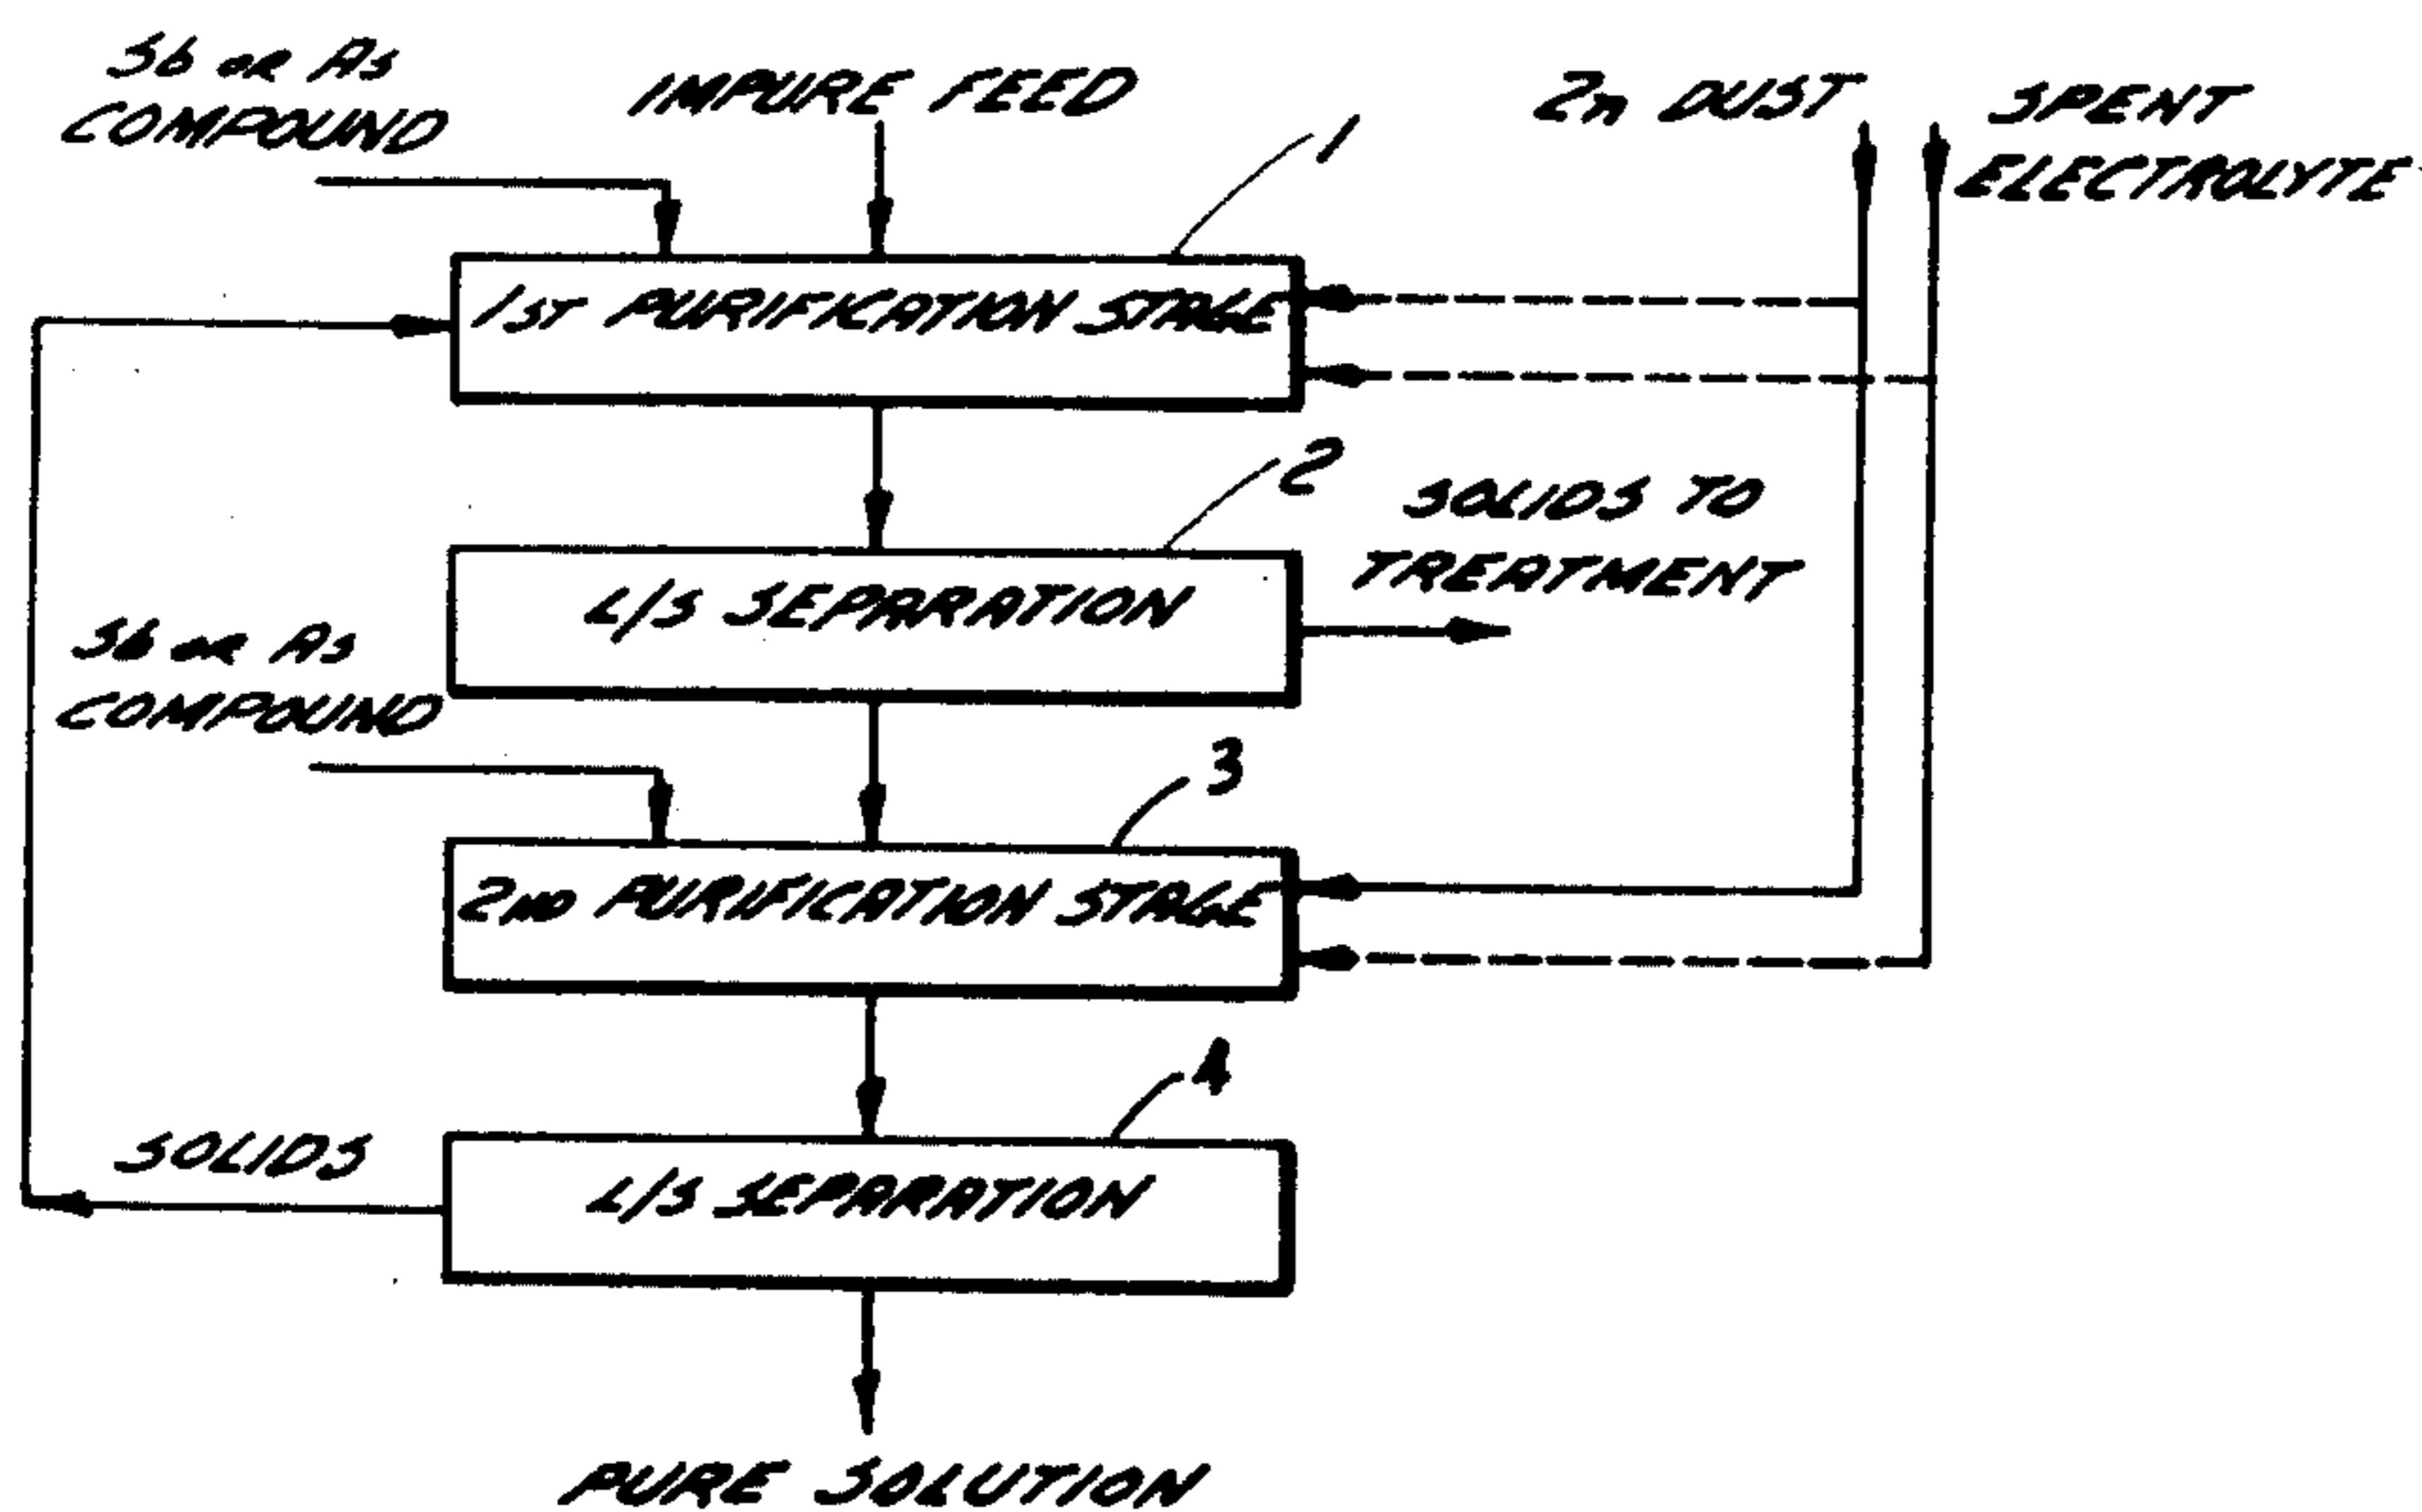 Sb OR AS
COMPOUND
IMPURE FEED
1
Zn DUST
SPENT
ELECTROLYTE
1ST PURIFICATION STAGE
2
SOLIDS TO
TREATMENT
L/S SEPARATION
Sb OR AS
COMPOUND
3
2ND PURIFICATION STAGE
4
SOLIDS
L/S SEPARATION
PURE SOLUTION